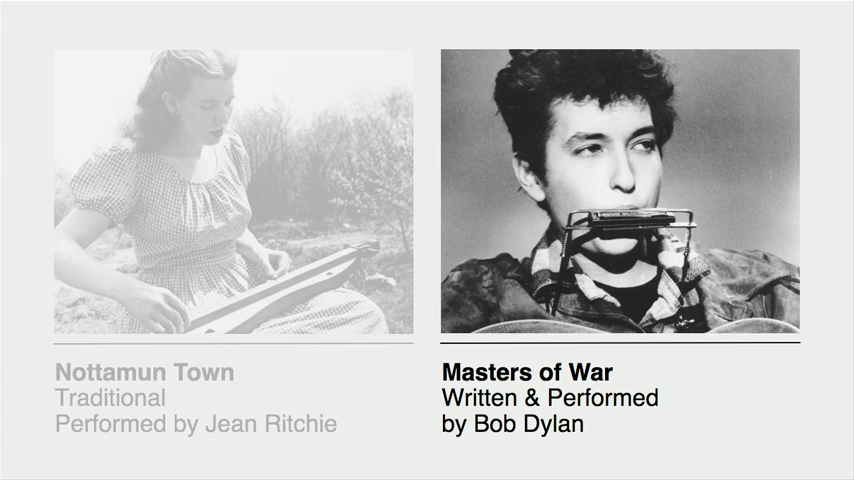 Nottamun Town
Traditional
Performed by Jean Ritchie
Masters of War
Written & Performed
by Bob Dylan